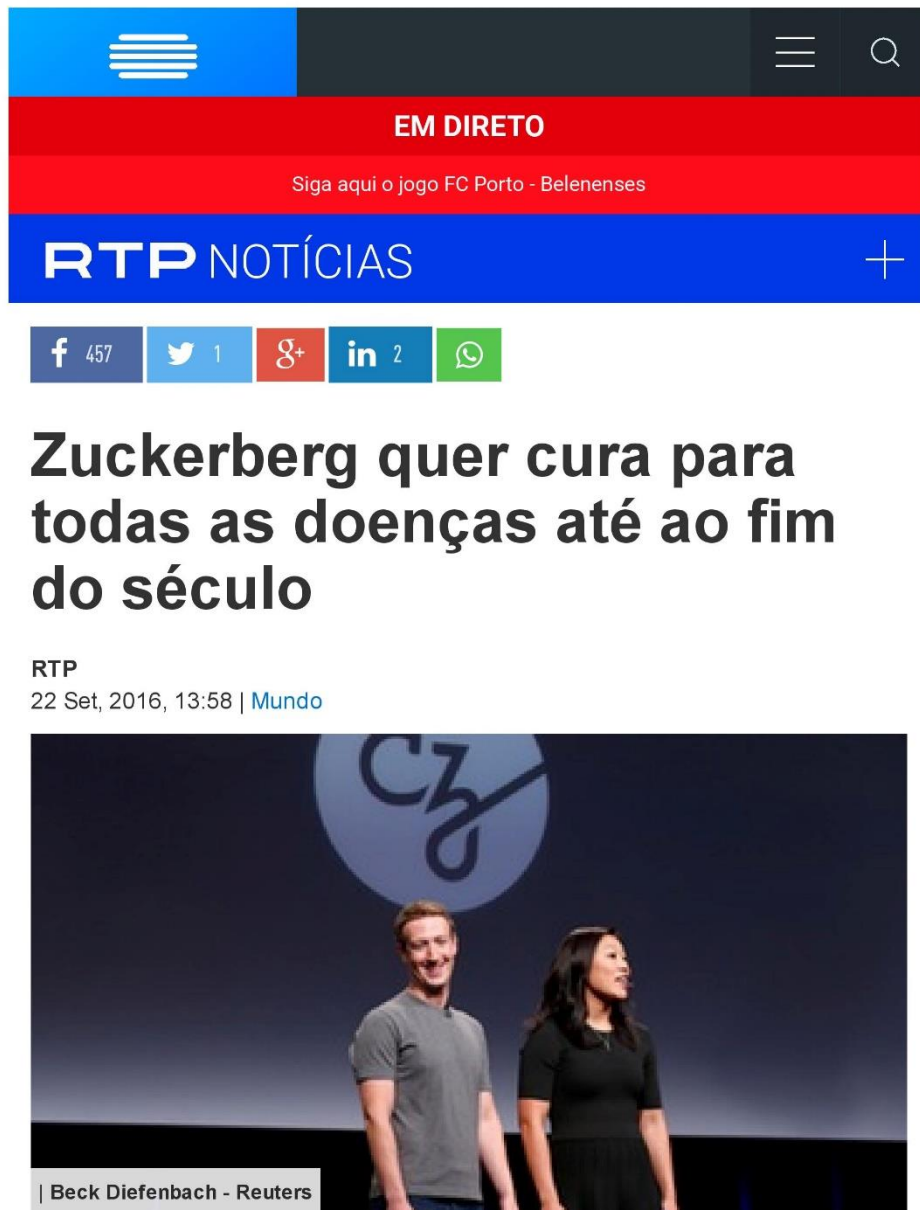 EM DIRETO
Siga aqui o jogo FC Porto - Belenenses
RTP NOTÍCIAS
f 457 1 g+ in 2
Zuckerberg quer cura para
todas as doenças até ao fim
do século
RTP
22 Set, 2016, 13:58 | Mundo
cz
| Beck Diefenbach - Reuters